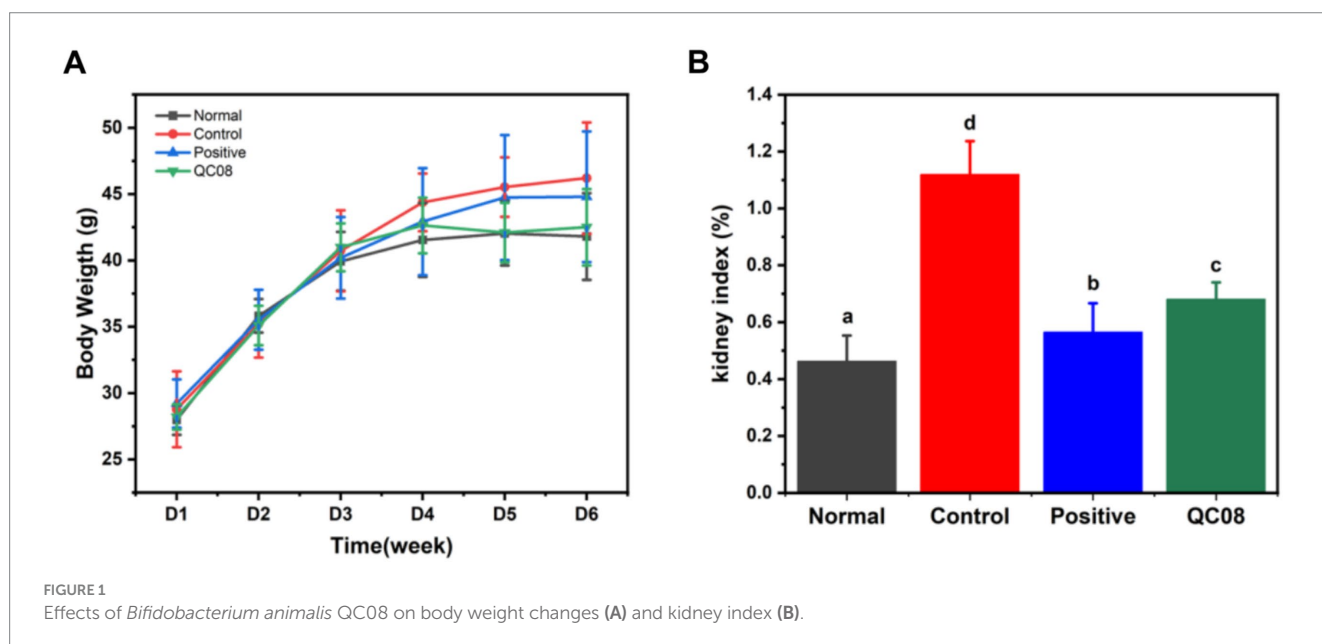 A
Body Weigth (g)
50
45
40
35
30
25
Normal
Control
Positive
QC08
D1 D2 D3 D4 D5 D6
Time(week)
B
kidney index (%)
1.4
1.2
1.0
0.8
0.6
0.4
0.2
0.0
a
d
b
c
Normal Control Positive QC08
FIGURE 1
Effects of Bifidobacterium animalis QC08 on body weight changes (A) and kidney index (B).